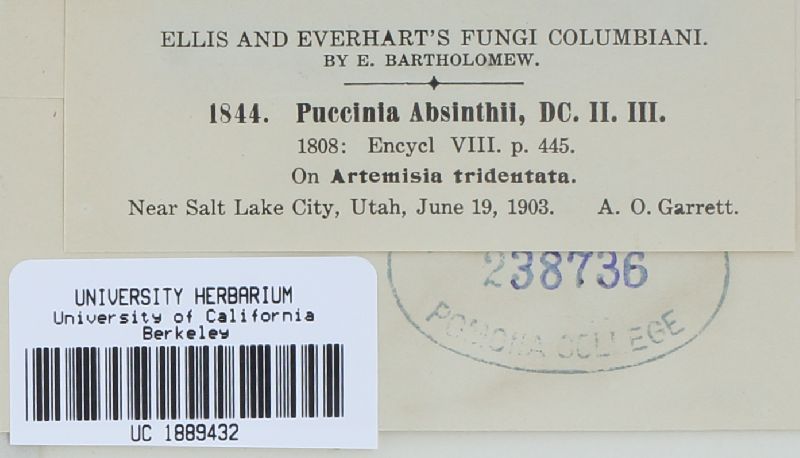 ELLIS AND EVERHART'S FUNGI COLUMBIANI.
BY E. BARTHOLOMEW.
1844. Puccinia Absinthii, DC. II. III.
1808: Encycl VIII. p. 445.
On Artemisia tridentata.
Near Salt Lake City, Utah, June 19, 1903. A. O. Garrett.
238736
POMONA COLLEGE
UNIVERSITY HERBARIUM
University of California
Berkeley
UC 1889432